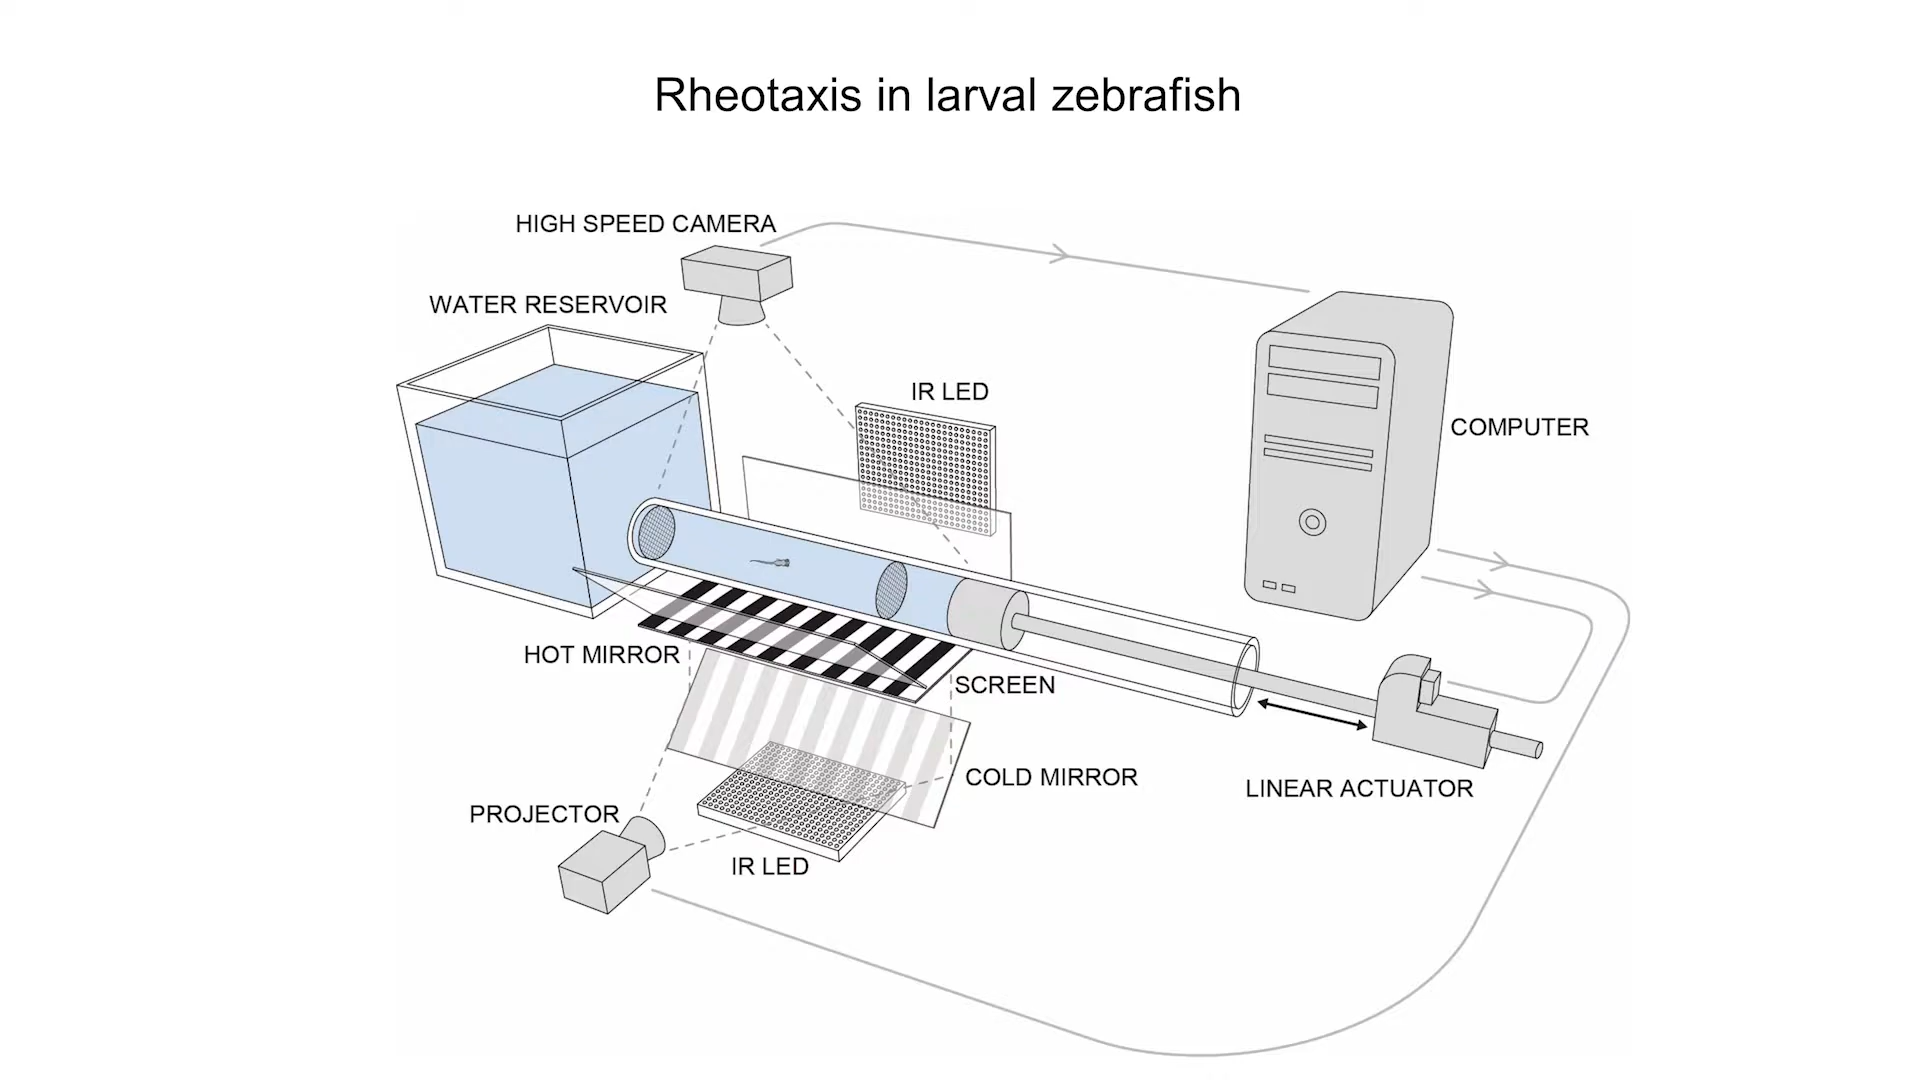 Rheotaxis in larval zebrafish
HIGH SPEED CAMERA
WATER RESERVOIR
IR LED
COMPUTER
HOT MIRROR
SCREEN
COLD MIRROR
LINEAR ACTUATOR
PROJECTOR
IR LED